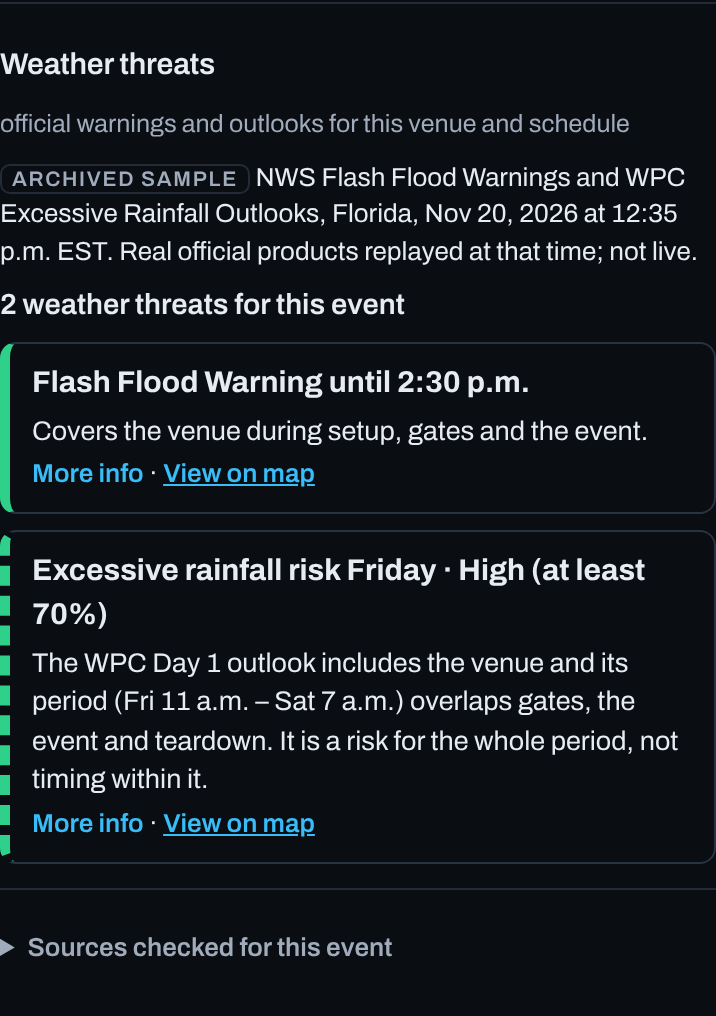 Weather threats
official warnings and outlooks for this venue and schedule
ARCHIVED SAMPLE NWS Flash Flood Warnings and WPC
Excessive Rainfall Outlooks, Florida, Nov 20, 2026 at 12:35
p.m. EST. Real official products replayed at that time; not live.
2 weather threats for this event
Flash Flood Warning until 2:30 p.m.
Covers the venue during setup, gates and the event.
More info · View on map
Excessive rainfall risk Friday · High (at least
70%)
The WPC Day 1 outlook includes the venue and its
period (Fri 11 a.m. – Sat 7 a.m.) overlaps gates, the
event and teardown. It is a risk for the whole period, not
timing within it.
More info · View on map
Sources checked for this event